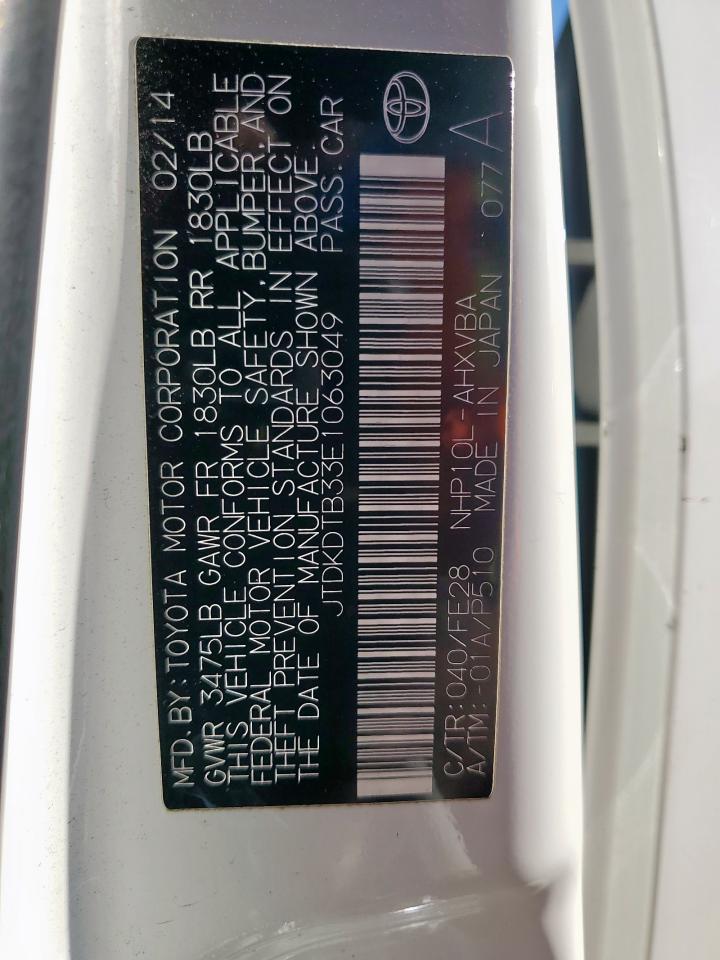 MFD. BY: TOYOTA MOTOR CORPORATION 02/14
GVWR 3475LB GAWR FR 1830LB RR 1830LB
THIS VEHICLE CONFORMS TO ALL APPLICABLE
FEDERAL MOTOR VEHICLE SAFETY, BUMPER, AND
THEFT PREVENTION STANDARDS IN EFFECT ON
THE DATE OF MANUFACTURE SHOWN ABOVE.
JTDKDTB33E1063049 PASS. CAR
C/TR: 040/FE28 NHP10L-AHXVBA
A/TM: -01A/P510 MADE IN JAPAN 077 A